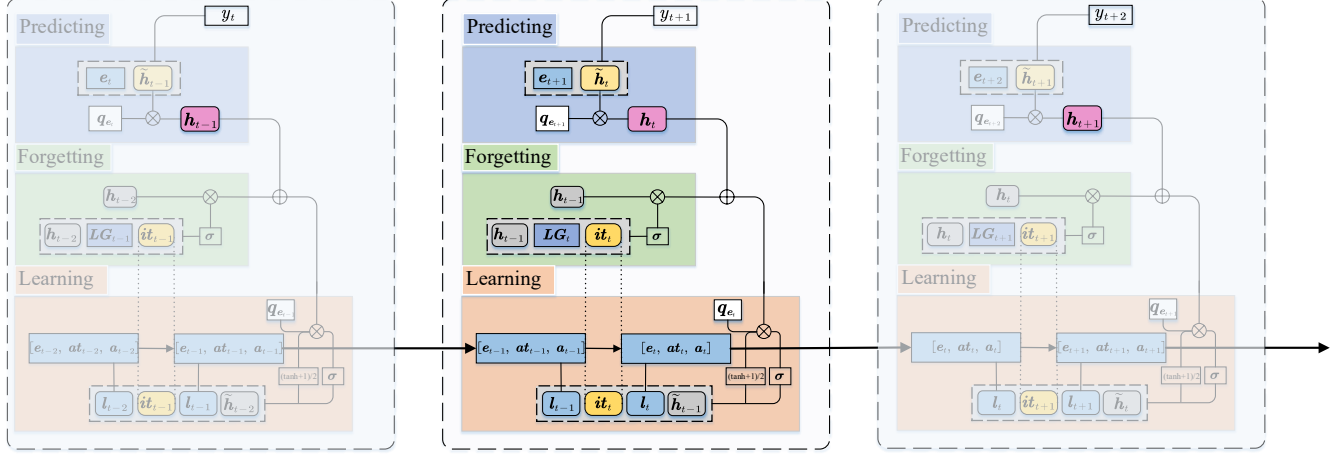 y_t
Predicting
e_t h̃_{t-1}
q_{e_t} ⊗ h_{t-1}
Forgetting
h_{t-2} ⊗ ⊕
h_{t-2} LG_{t-1} it_{t-1} σ
Learning
q_{e_{t-1}}
[e_{t-2}, at_{t-2}, a_{t-2}] [e_{t-1}, at_{t-1}, a_{t-1}]
(tanh+1)/2 σ
l_{t-2} it_{t-1} l_{t-1} h̃_{t-2}
y_{t+1}
Predicting
e_{t+1} h̃_t
q_{e_{t+1}} ⊗ h_t
Forgetting
h_{t-1} ⊗ ⊕
h_{t-1} LG_t it_t σ
Learning
q_{e_t}
[e_{t-1}, at_{t-1}, a_{t-1}] [e_t, at_t, a_t]
(tanh+1)/2 σ
l_{t-1} it_t l_t h̃_{t-1}
y_{t+2}
Predicting
e_{t+2} h̃_{t+1}
q_{e_{t+2}} ⊗ h_{t+1}
Forgetting
h_t ⊗ ⊕
h_t LG_{t+1} it_{t+1} σ
Learning
q_{e_{t+1}}
[e_t, at_t, a_t] [e_{t+1}, at_{t+1}, a_{t+1}]
(tanh+1)/2 σ
l_t it_{t+1} l_{t+1} h̃_t